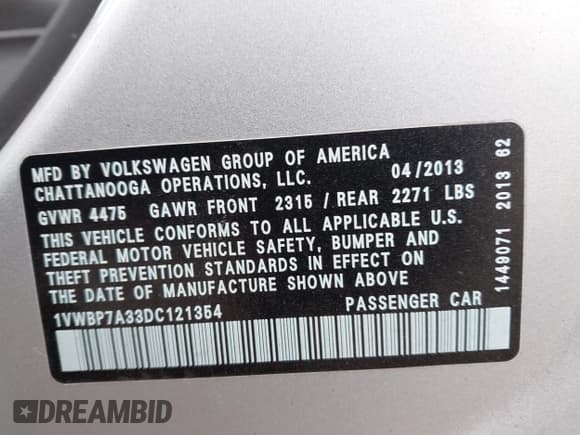 MFD BY VOLKSWAGEN GROUP OF AMERICA
CHATTANOOGA OPERATIONS, LLC. 04/2013
GVWR 4475 GAWR FRONT 2315 / REAR 2271 LBS
THIS VEHICLE CONFORMS TO ALL APPLICABLE U.S.
FEDERAL MOTOR VEHICLE SAFETY, BUMPER AND
THEFT PREVENTION STANDARDS IN EFFECT ON
THE DATE OF MANUFACTURE SHOWN ABOVE
1VWBP7A33DC121354 PASSENGER CAR
1449071 2013 62
DREAMBID